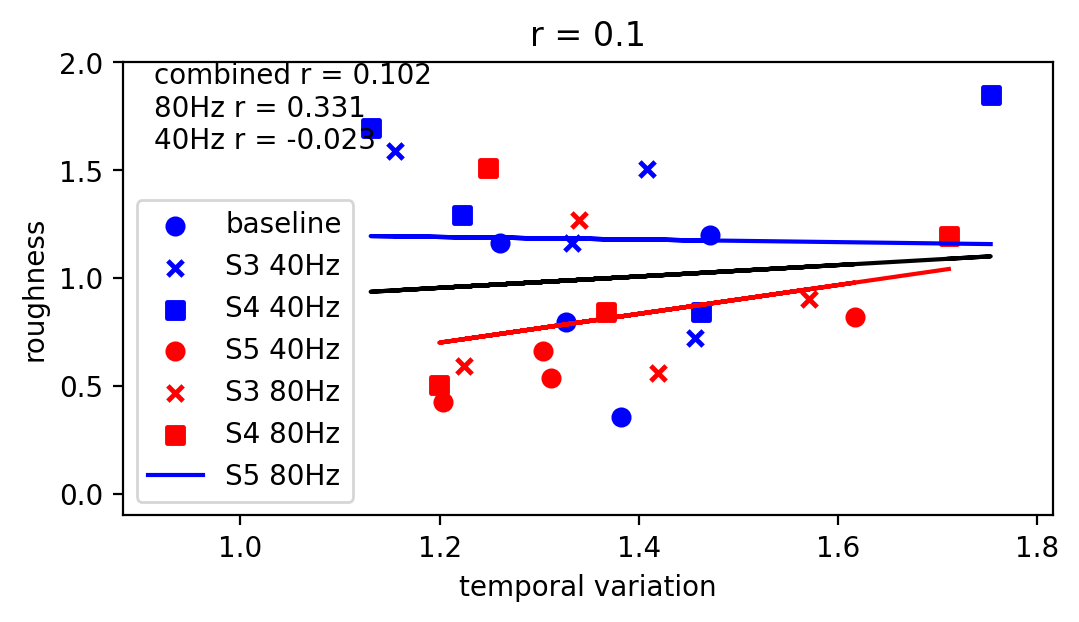 r = 0.1
combined r = 0.102
80Hz r = 0.331
40Hz r = -0.023
2.0
1.5
1.0
0.5
0.0
roughness
baseline
S3 40Hz
S4 40Hz
S5 40Hz
S3 80Hz
S4 80Hz
S5 80Hz
1.0 1.2 1.4 1.6 1.8
temporal variation